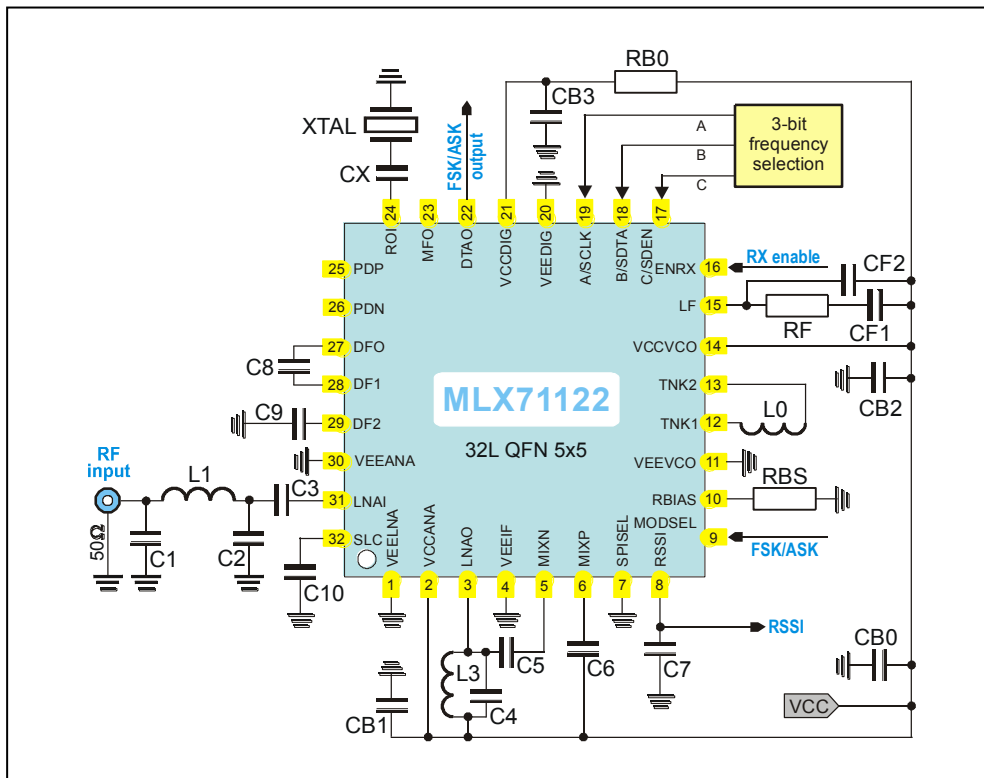 RB0
CB3
XTAL
CX
FSK/ASK
output
A
B
C
3-bit
frequency
selection
24
23
22
21
20
19
18
17
ROI
MFO
DTAO
VCCDIG
VEEDIG
A/SCLK
B/SDTA
C/SDEN
25 PDP
26 PDN
27 DFO
28 DF1
29 DF2
30 VEEANA
31 LNAI
32 SLC
C8
C9
RF
input
50Ω
L1
C3
C1
C2
C10
MLX71122
32L QFN 5x5
ENRX 16
RX enable
LF 15
CF2
RF
CF1
VCCVCO 14
CB2
TNK2 13
L0
TNK1 12
VEEVCO 11
RBIAS 10
RBS
MODSEL
9
FSK/ASK
VEELNA
VCCANA
LNAO
VEEIF
MIXN
MIXP
SPISEL
RSSI
1
2
3
4
5
6
7
8
RSSI
CB1
L3
C4
C5
C6
C7
CB0
VCC